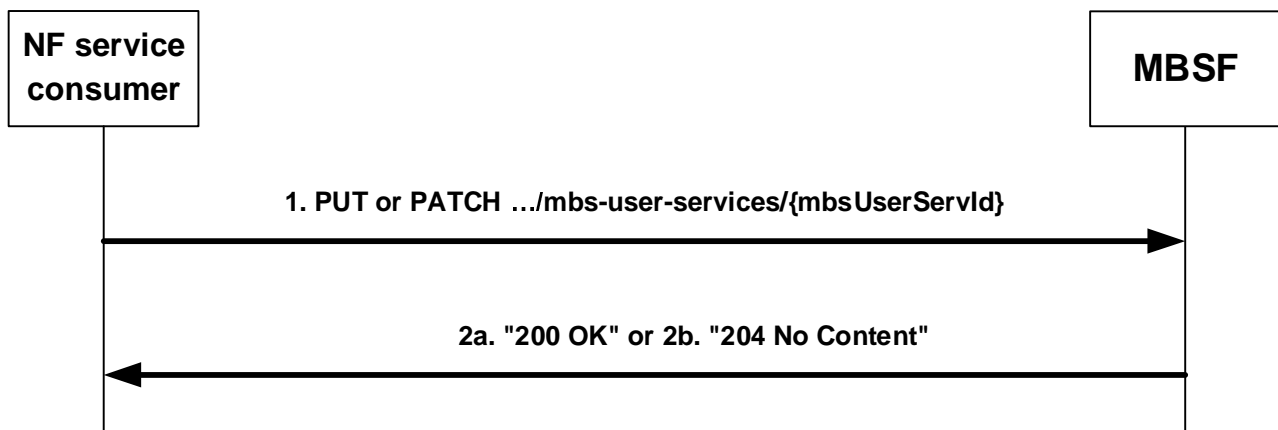 NF service
consumer
MBSF
1. PUT or PATCH …/mbs-user-services/{mbsUserServId}
2a. "200 OK" or 2b. "204 No Content"